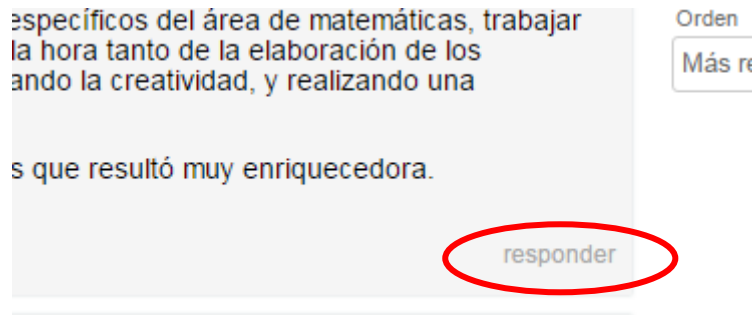 específicos del área de matemáticas, trabajar
la hora tanto de la elaboración de los
ando la creatividad, y realizando una
s que resultó muy enriquecedora.
responder
Orden
Más re